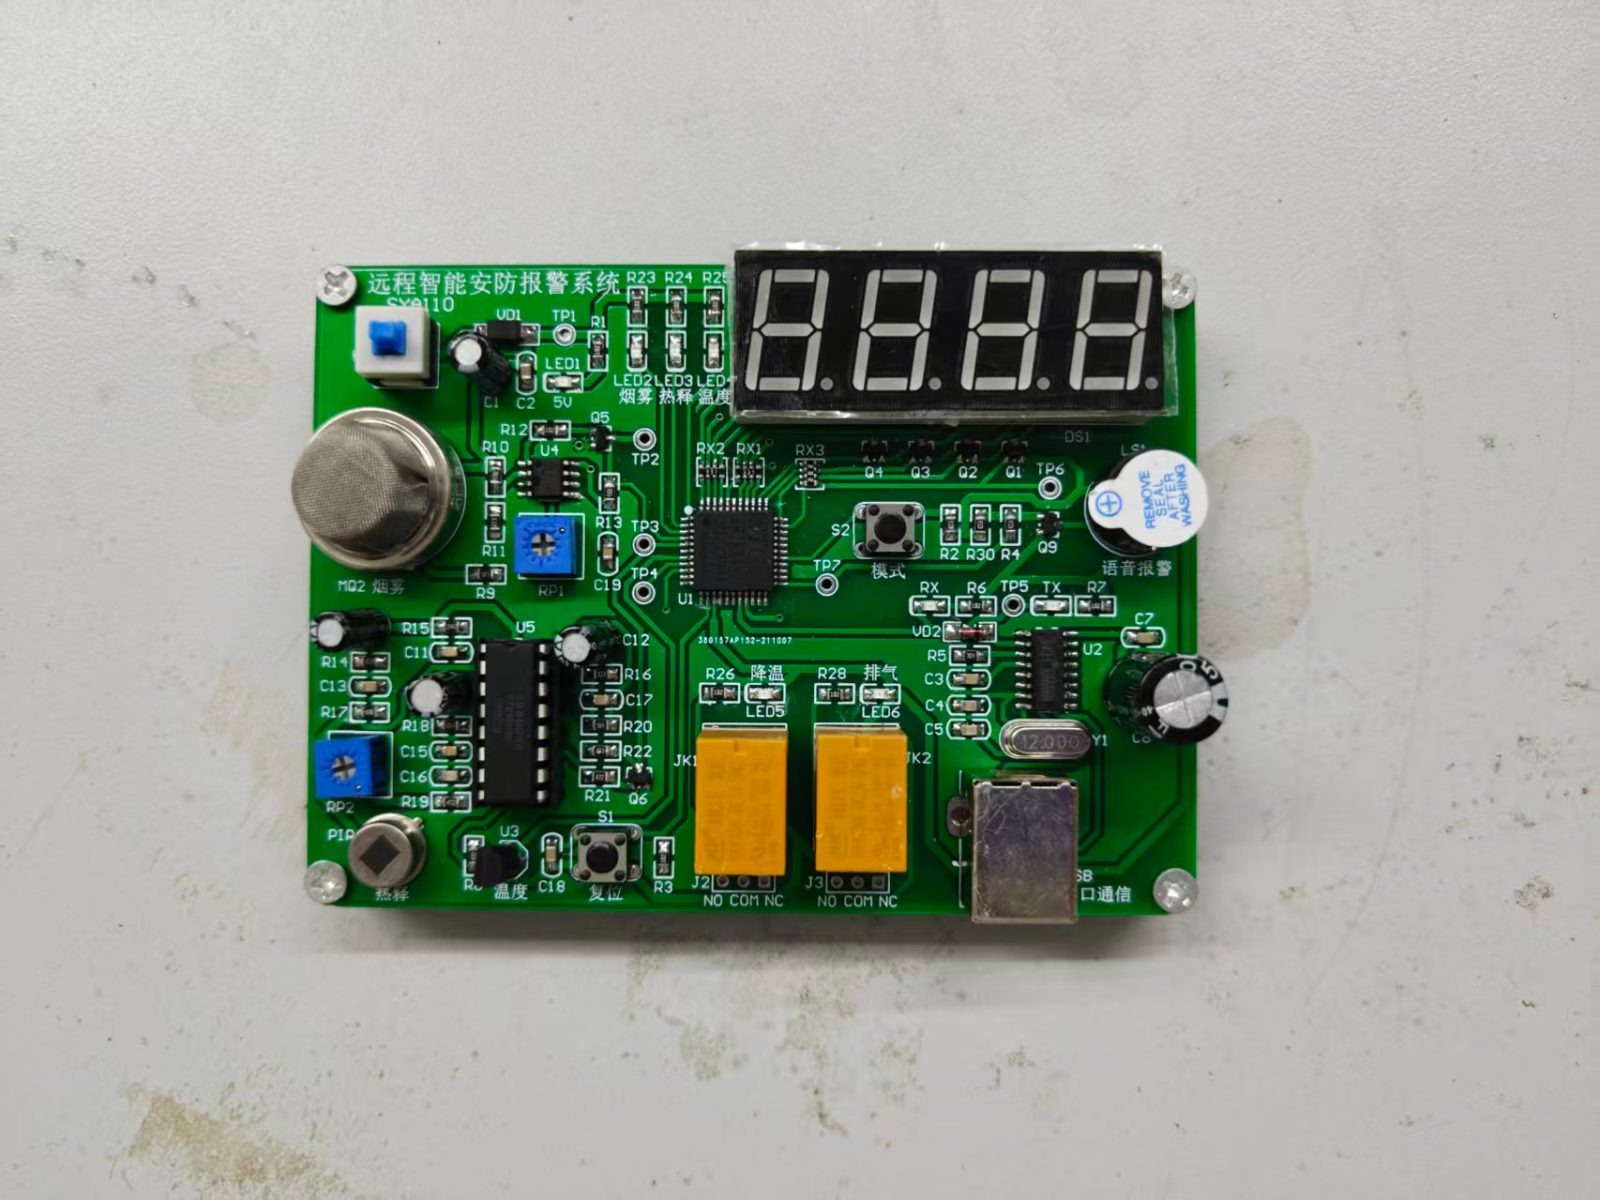 远程智能安防报警系统
R23
R24
R25
VD1
TP1
R1
C1
C2
LED1
5V
LED2
LED3
烟雾
热释
温度
DS1
R12
Q5
TP2
R10
U4
R11
R13
RX2
RX1
RX3
Q4
Q3
Q2
Q1
TP6
REMOVE
SEAL
AFTER
WASHING
S2
模式
R2
R30
R4
Q9
语音报警
TP3
TP4
TP7
RP1
C19
R9
MQ2 烟雾
U1
RX
R6
TP5
TX
R7
VD2
U2
C7
R5
C3
C4
C5
12.000
Y1
R15
C11
U5
C12
R14
C13
R17
R16
C17
R18
R20
C15
R22
C16
R19
R21
Q6
RP2
380157AP152-211007
R26
降温
LED5
R28
排气
LED6
JK1
JK2
PIR
热释
U3
温度
C18
S1
复位
R3
J2
NO COM NC
J3
NO COM NC
口通信